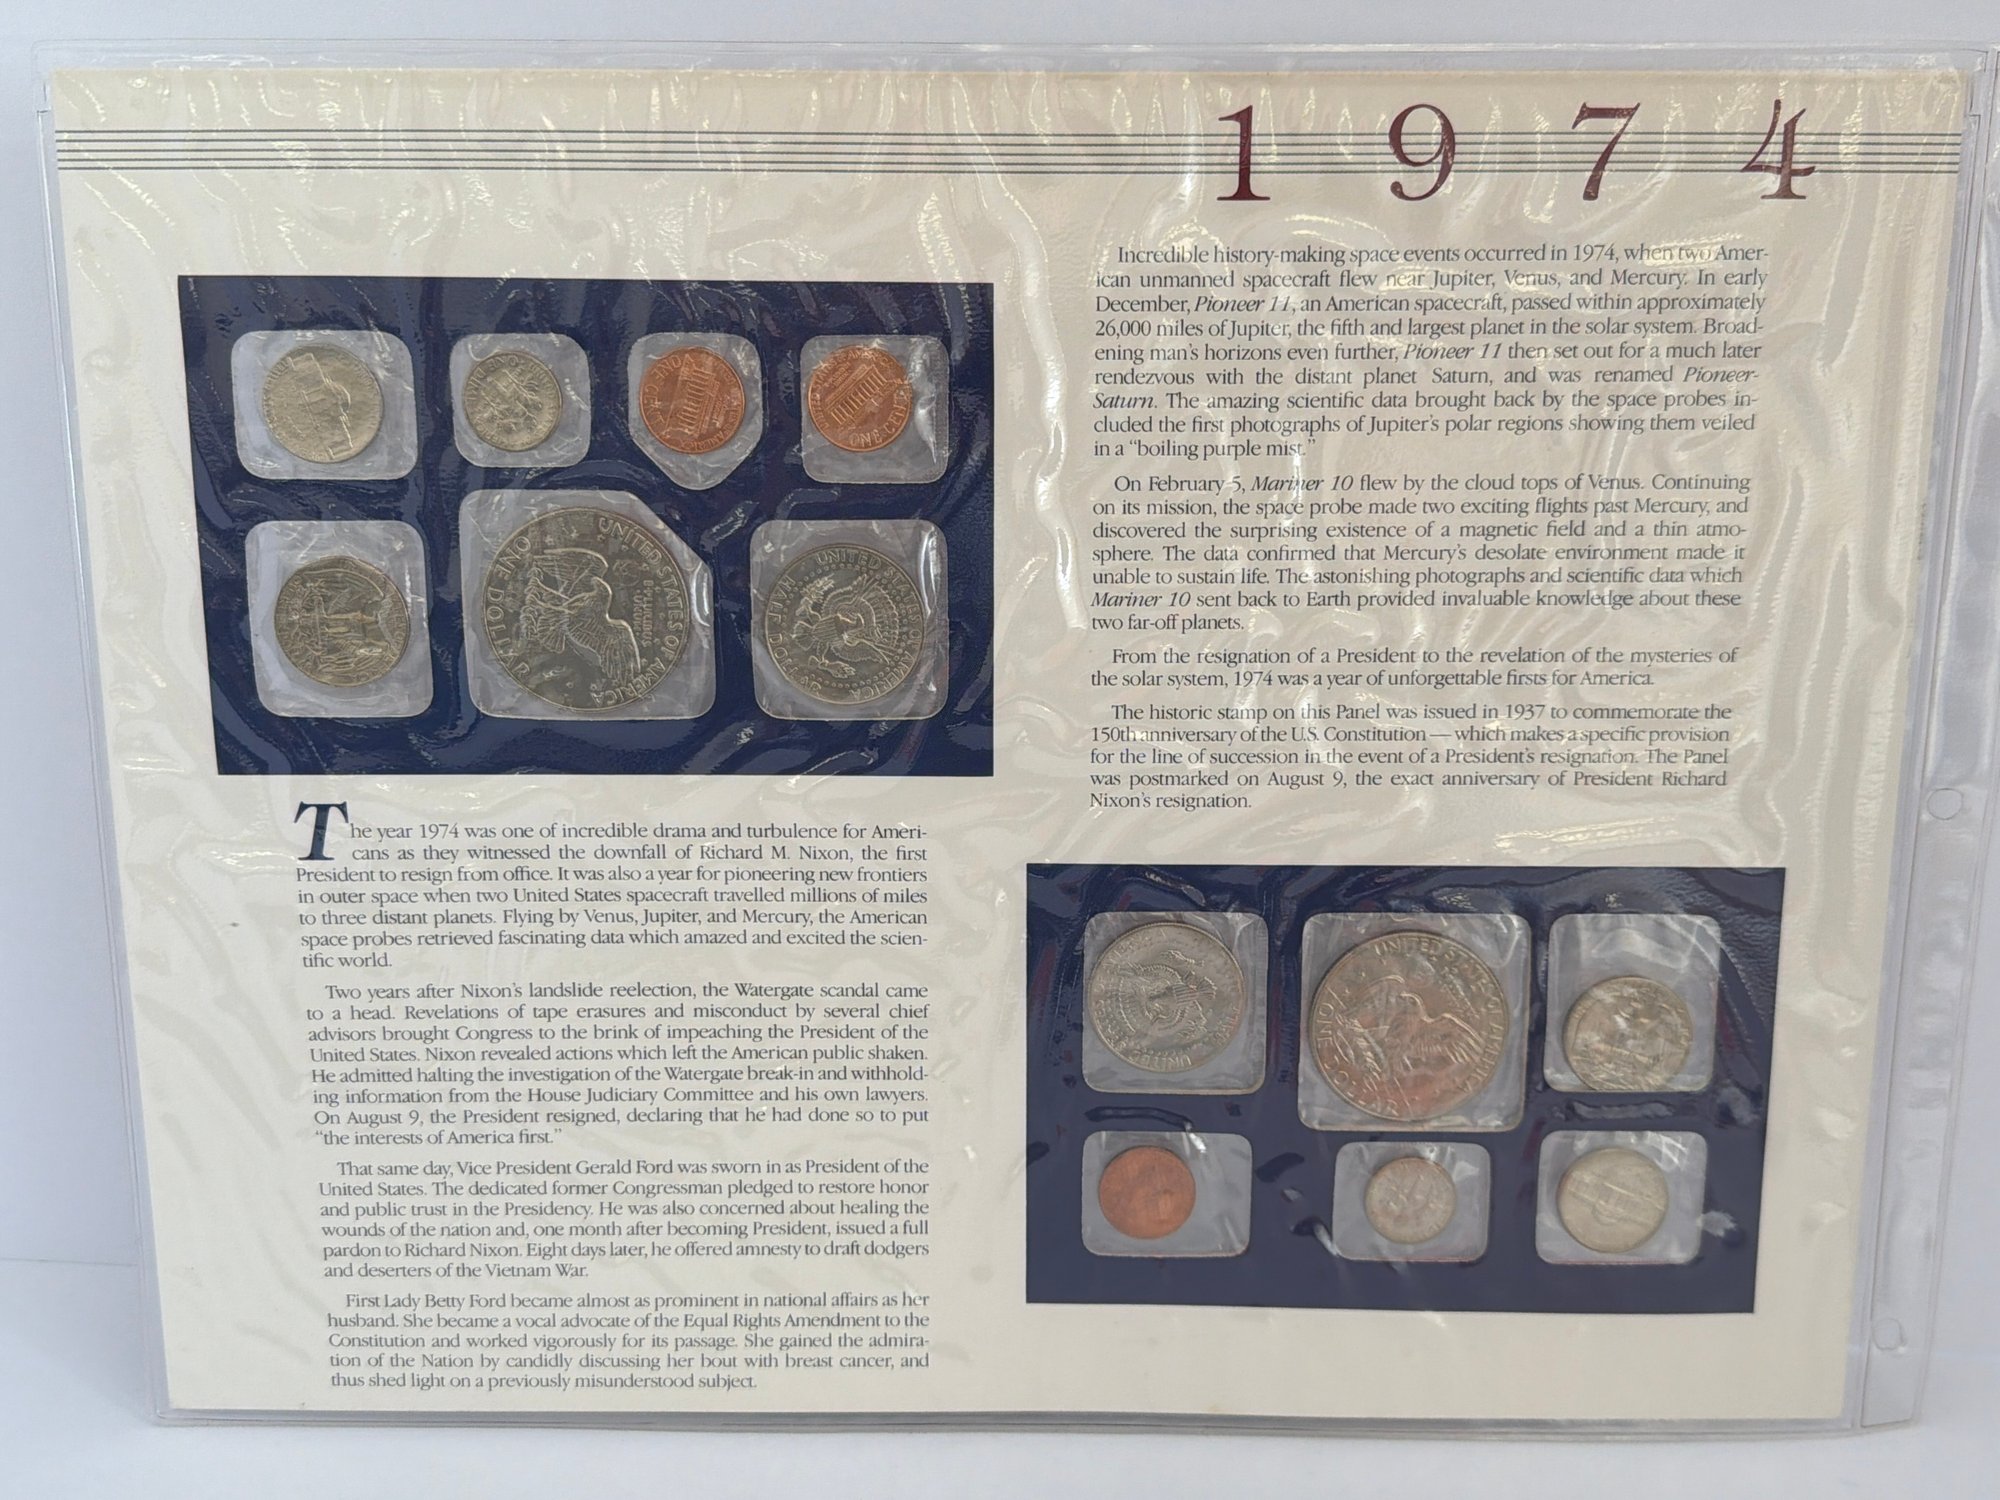 1974
The year 1974 was one of incredible drama and turbulence for Ameri-
cans as they witnessed the downfall of Richard M. Nixon, the first
President to resign from office. It was also a year for pioneering new frontiers
in outer space when two United States spacecraft travelled millions of miles
to three distant planets. Flying by Venus, Jupiter, and Mercury, the American
space probes retrieved fascinating data which amazed and excited the scien-
tific world.
Two years after Nixon's landslide reelection, the Watergate scandal came
to a head. Revelations of tape erasures and misconduct by several chief
advisors brought Congress to the brink of impeaching the President of the
United States. Nixon revealed actions which left the American public shaken.
He admitted halting the investigation of the Watergate break-in and withhold-
ing information from the House Judiciary Committee and his own lawyers.
On August 9, the President resigned, declaring that he had done so to put
"the interests of America first."
That same day, Vice President Gerald Ford was sworn in as President of the
United States. The dedicated former Congressman pledged to restore honor
and public trust in the Presidency. He was also concerned about healing the
wounds of the nation and, one month after becoming President, issued a full
pardon to Richard Nixon. Eight days later, he offered amnesty to draft dodgers
and deserters of the Vietnam War.
First Lady Betty Ford became almost as prominent in national affairs as her
husband. She became a vocal advocate of the Equal Rights Amendment to the
Constitution and worked vigorously for its passage. She gained the admira-
tion of the Nation by candidly discussing her bout with breast cancer, and
thus shed light on a previously misunderstood subject.
Incredible history-making space events occurred in 1974, when two Amer-
ican unmanned spacecraft flew near Jupiter, Venus, and Mercury. In early
December, Pioneer 11, an American spacecraft, passed within approximately
26,000 miles of Jupiter, the fifth and largest planet in the solar system. Broad-
ening man's horizons even further, Pioneer 11 then set out for a much later
rendezvous with the distant planet Saturn, and was renamed Pioneer-
Saturn. The amazing scientific data brought back by the space probes in-
cluded the first photographs of Jupiter's polar regions showing them veiled
in a "boiling purple mist."
On February 5, Mariner 10 flew by the cloud tops of Venus. Continuing
on its mission, the space probe made two exciting flights past Mercury, and
discovered the surprising existence of a magnetic field and a thin atmo-
sphere. The data confirmed that Mercury's desolate environment made it
unable to sustain life. The astonishing photographs and scientific data which
Mariner 10 sent back to Earth provided invaluable knowledge about these
two far-off planets.
From the resignation of a President to the revelation of the mysteries of
the solar system, 1974 was a year of unforgettable firsts for America.
The historic stamp on this Panel was issued in 1937 to commemorate the
150th anniversary of the U.S. Constitution — which makes a specific provision
for the line of succession in the event of a President's resignation. The Panel
was postmarked on August 9, the exact anniversary of President Richard
Nixon's resignation.
ONE CENT
UNITED STATES OF AMERICA
ONE DOLLAR
UNITED STATES OF AMERICA
HALF DOLLAR
UNITED STATES OF AMERICA
ONE DOLLAR